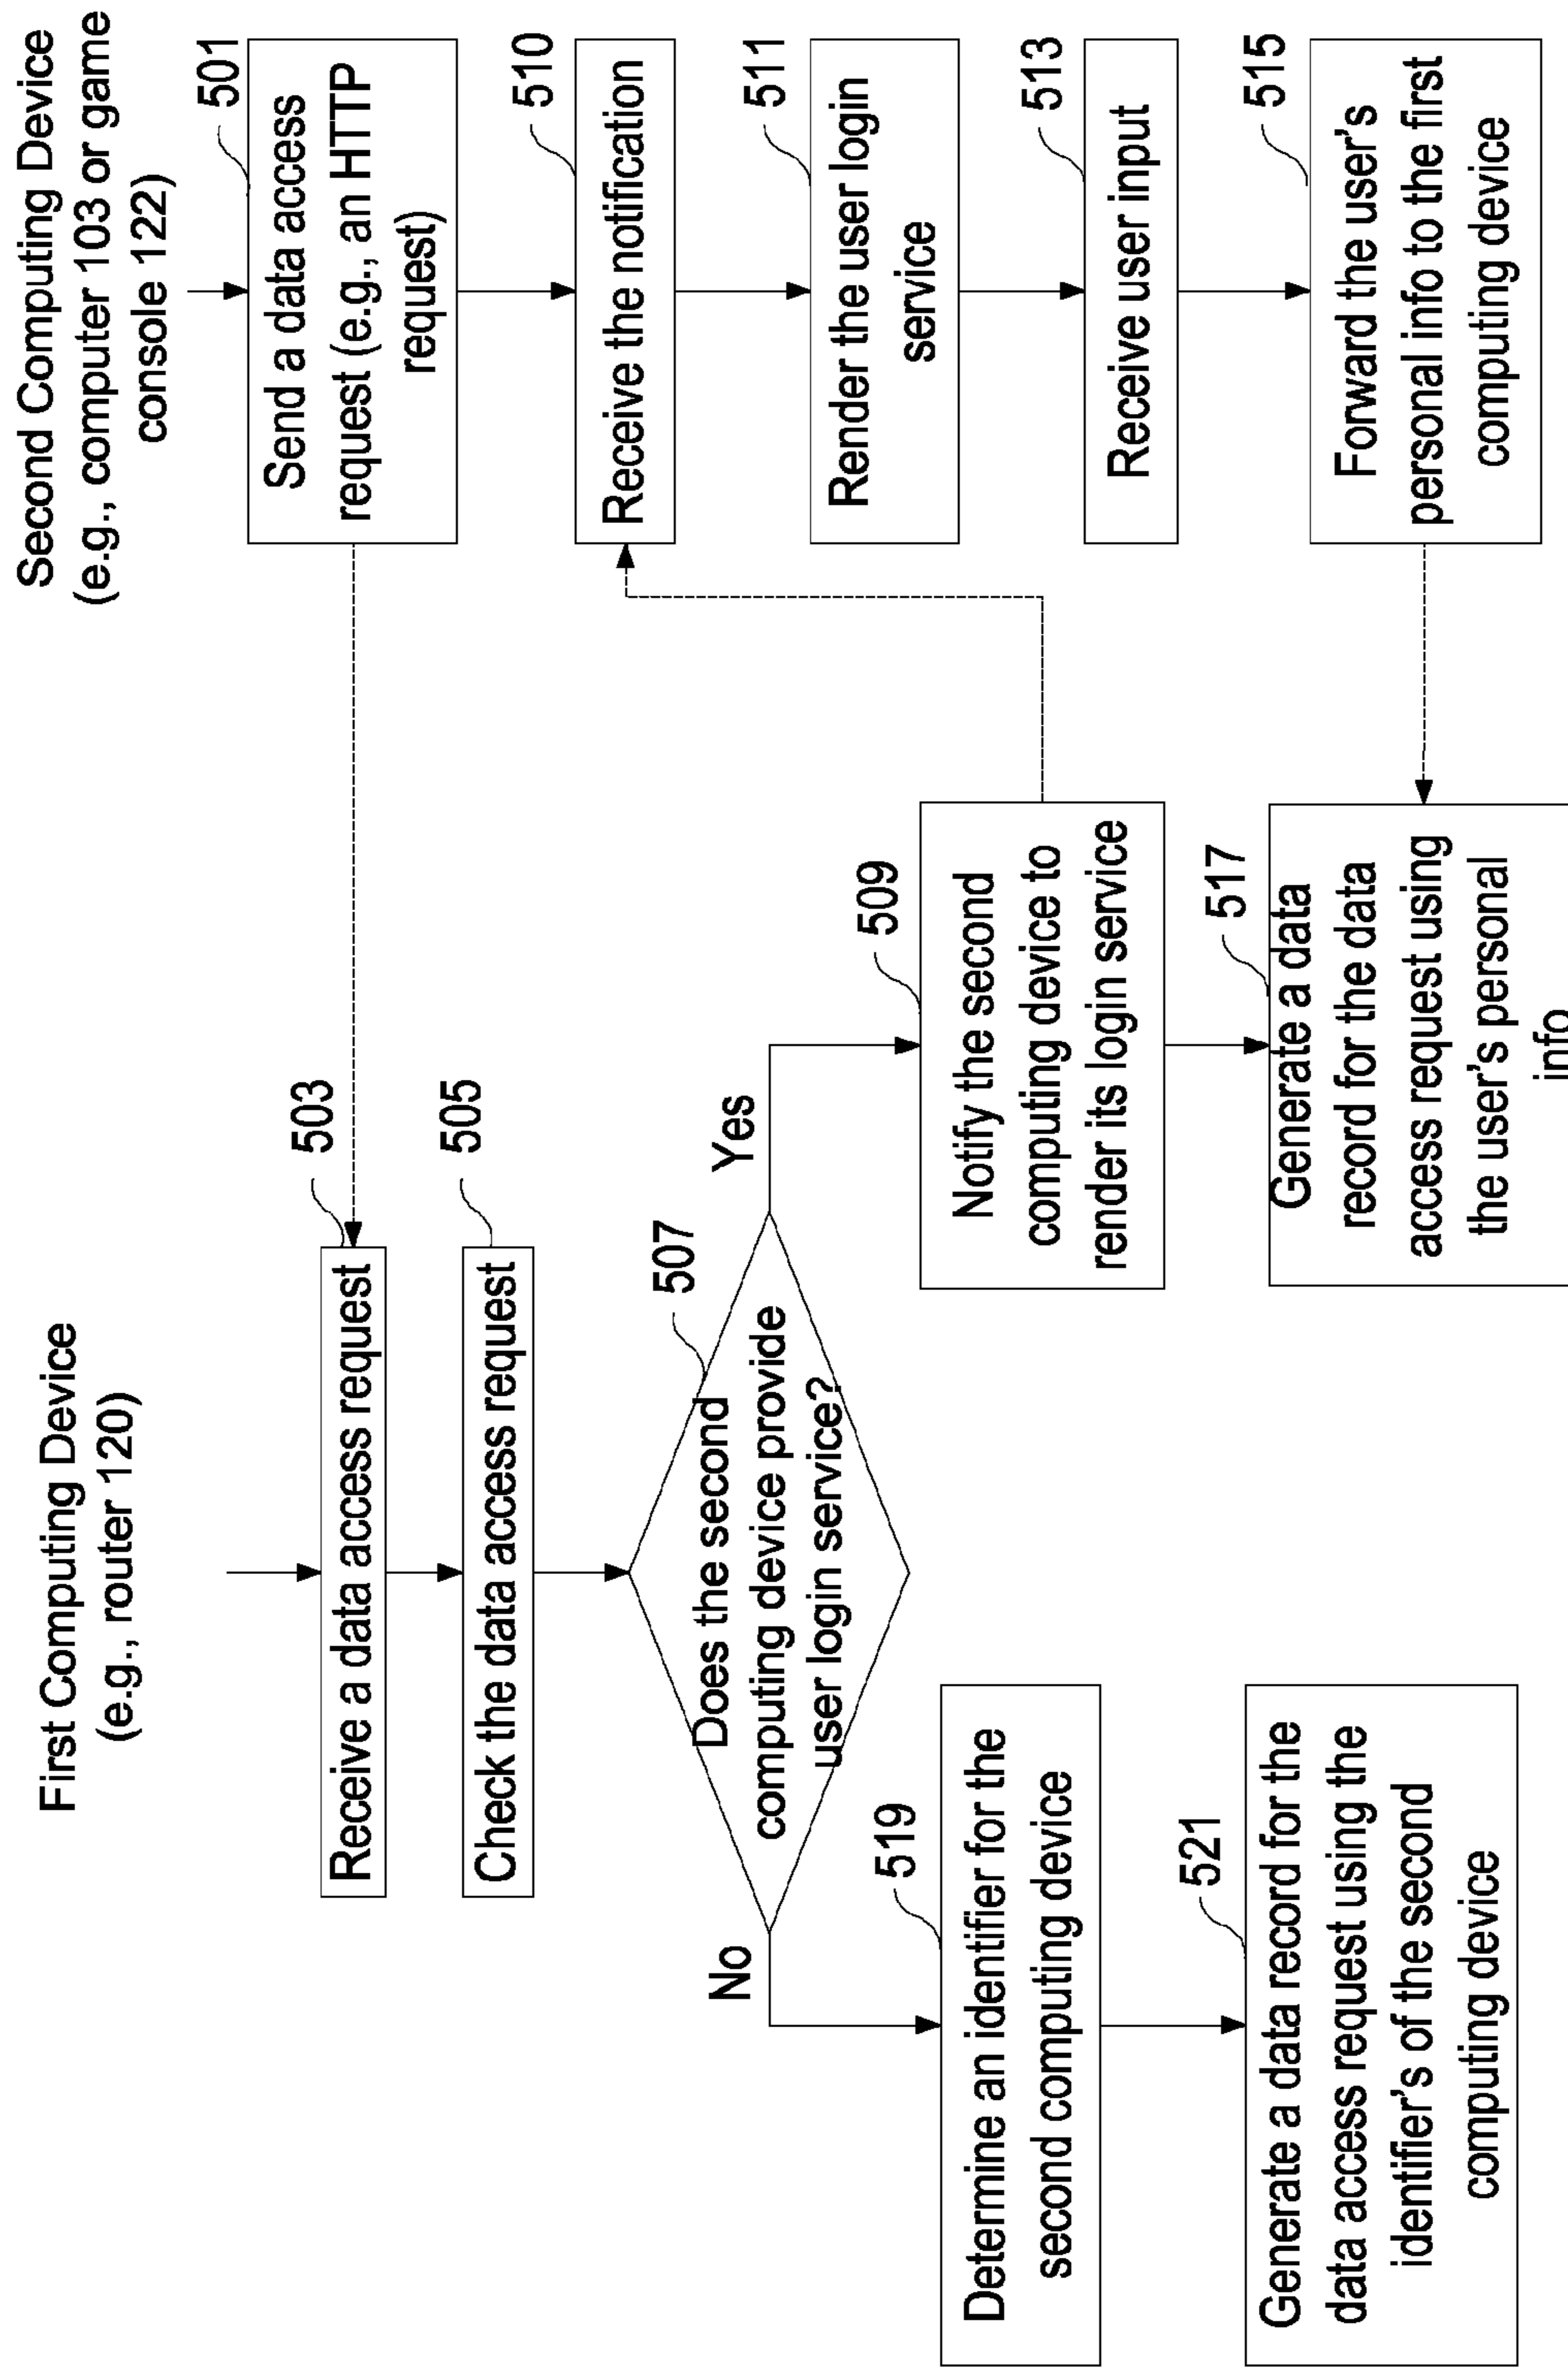 First Computing Device
(e.g., router 120)
503
Receive a data access request
505
Check the data access request
507
Does the second
computing device provide
user login service?
No
Yes
519
Determine an identifier for the
second computing device
521
Generate a data record for the
data access request using the
identifier's of the second
computing device
509
Notify the second
computing device to
render its login service
517
Generate a data
record for the data
access request using
the user's personal
info
Second Computing Device
(e.g., computer 103 or game
console 122)
501
Send a data access
request (e.g., an HTTP
request)
510
Receive the notification
511
Render the user login
service
513
Receive user input
515
Forward the user's
personal info to the first
computing device